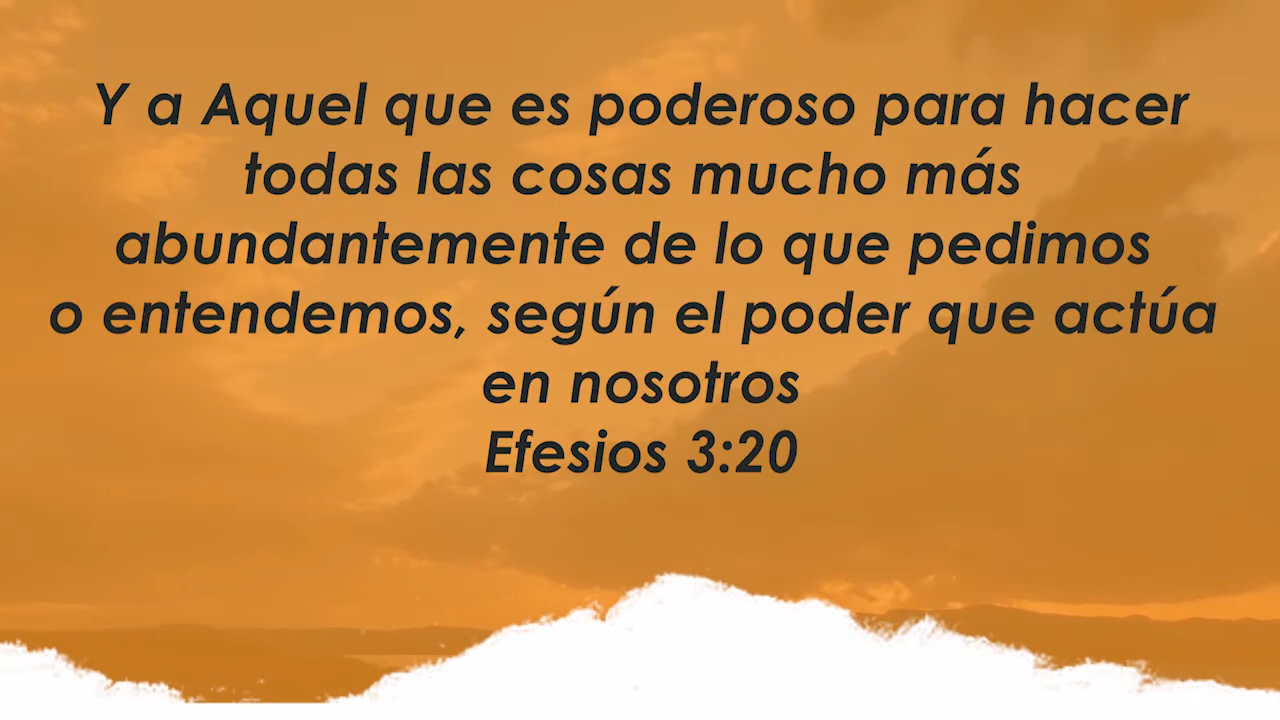 Y a Aquel que es poderoso para hacer
todas las cosas mucho más
abundantemente de lo que pedimos
o entendemos, según el poder que actúa
en nosotros
Efesios 3:20